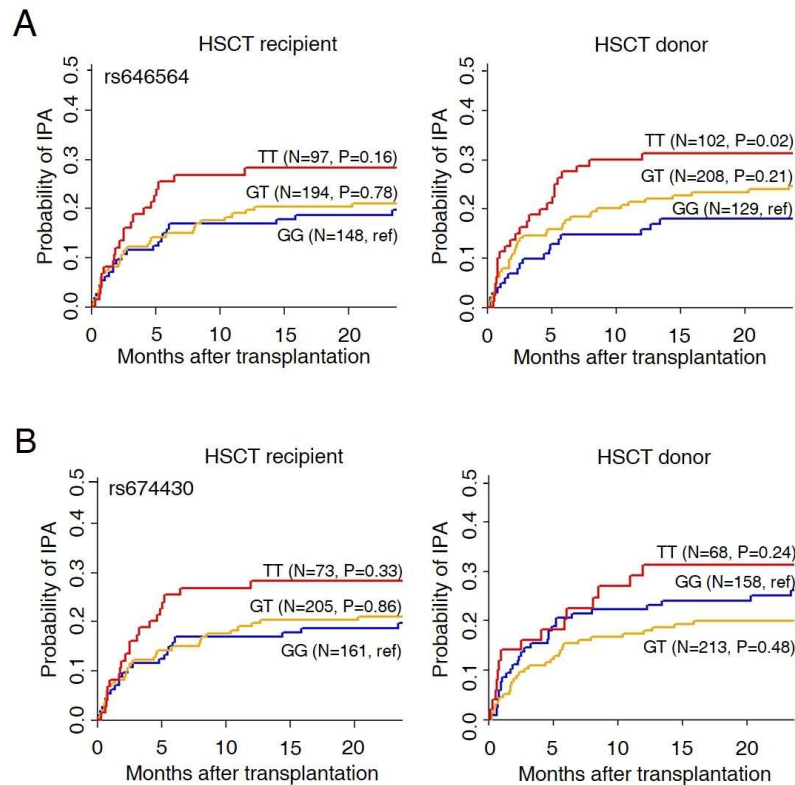 A
HSCT recipient
HSCT donor
rs646564
Probability of IPA
0.5
0.4
0.3
0.2
0.1
0.0
TT (N=97, P=0.16)
GT (N=194, P=0.78)
GG (N=148, ref)
0 5 10 15 20
Months after transplantation
Probability of IPA
0.5
0.4
0.3
0.2
0.1
0.0
TT (N=102, P=0.02)
GT (N=208, P=0.21)
GG (N=129, ref)
0 5 10 15 20
Months after transplantation
B
HSCT recipient
HSCT donor
rs674430
Probability of IPA
0.5
0.4
0.3
0.2
0.1
0.0
TT (N=73, P=0.33)
GT (N=205, P=0.86)
GG (N=161, ref)
0 5 10 15 20
Months after transplantation
Probability of IPA
0.5
0.4
0.3
0.2
0.1
0.0
TT (N=68, P=0.24)
GG (N=158, ref)
GT (N=213, P=0.48)
0 5 10 15 20
Months after transplantation